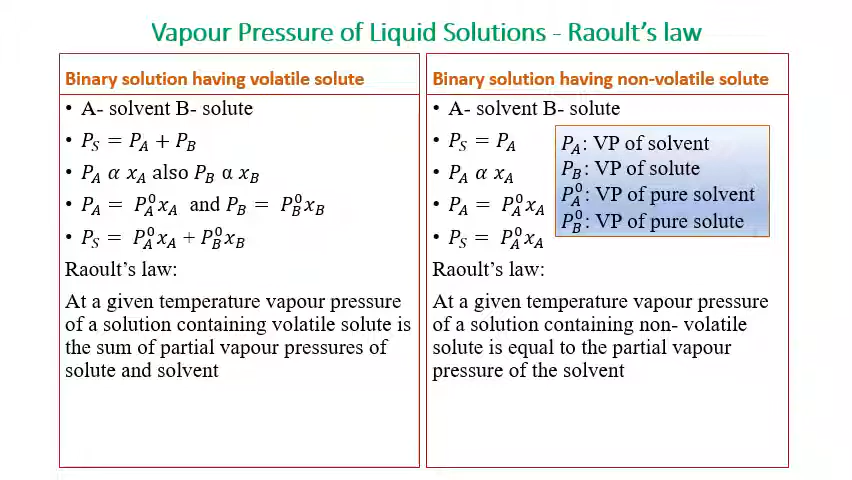 Vapour Pressure of Liquid Solutions - Raoult's law
Binary solution having volatile solute
• A- solvent B- solute
• P_S = P_A + P_B
• P_A α x_A also P_B α x_B
• P_A = P_A^0 x_A and P_B = P_B^0 x_B
• P_S = P_A^0 x_A + P_B^0 x_B
Raoult's law:
At a given temperature vapour pressure
of a solution containing volatile solute is
the sum of partial vapour pressures of
solute and solvent
Binary solution having non-volatile solute
• A- solvent B- solute
• P_S = P_A
• P_A α x_A
• P_A = P_A^0 x_A
• P_S = P_A^0 x_A
P_A: VP of solvent
P_B: VP of solute
P_A^0: VP of pure solvent
P_B^0: VP of pure solute
Raoult's law:
At a given temperature vapour pressure
of a solution containing non- volatile
solute is equal to the partial vapour
pressure of the solvent